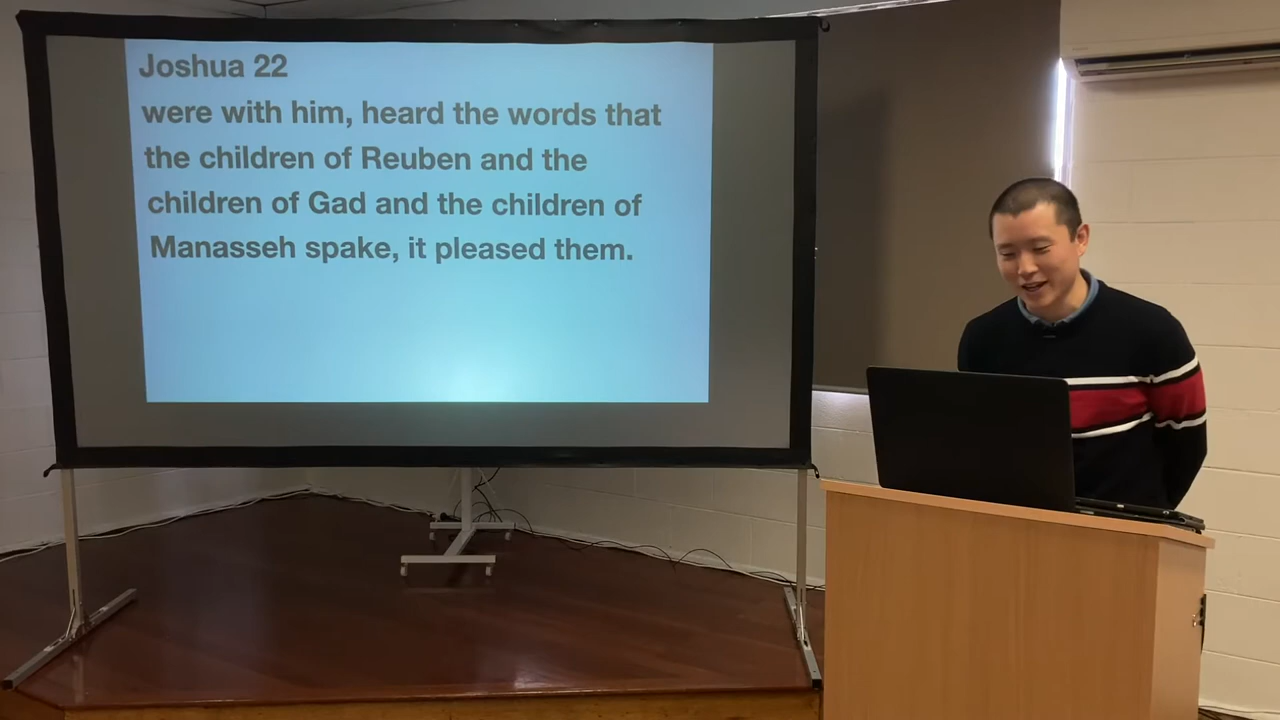 Joshua 22
were with him, heard the words that
the children of Reuben and the
children of Gad and the children of
Manasseh spake, it pleased them.